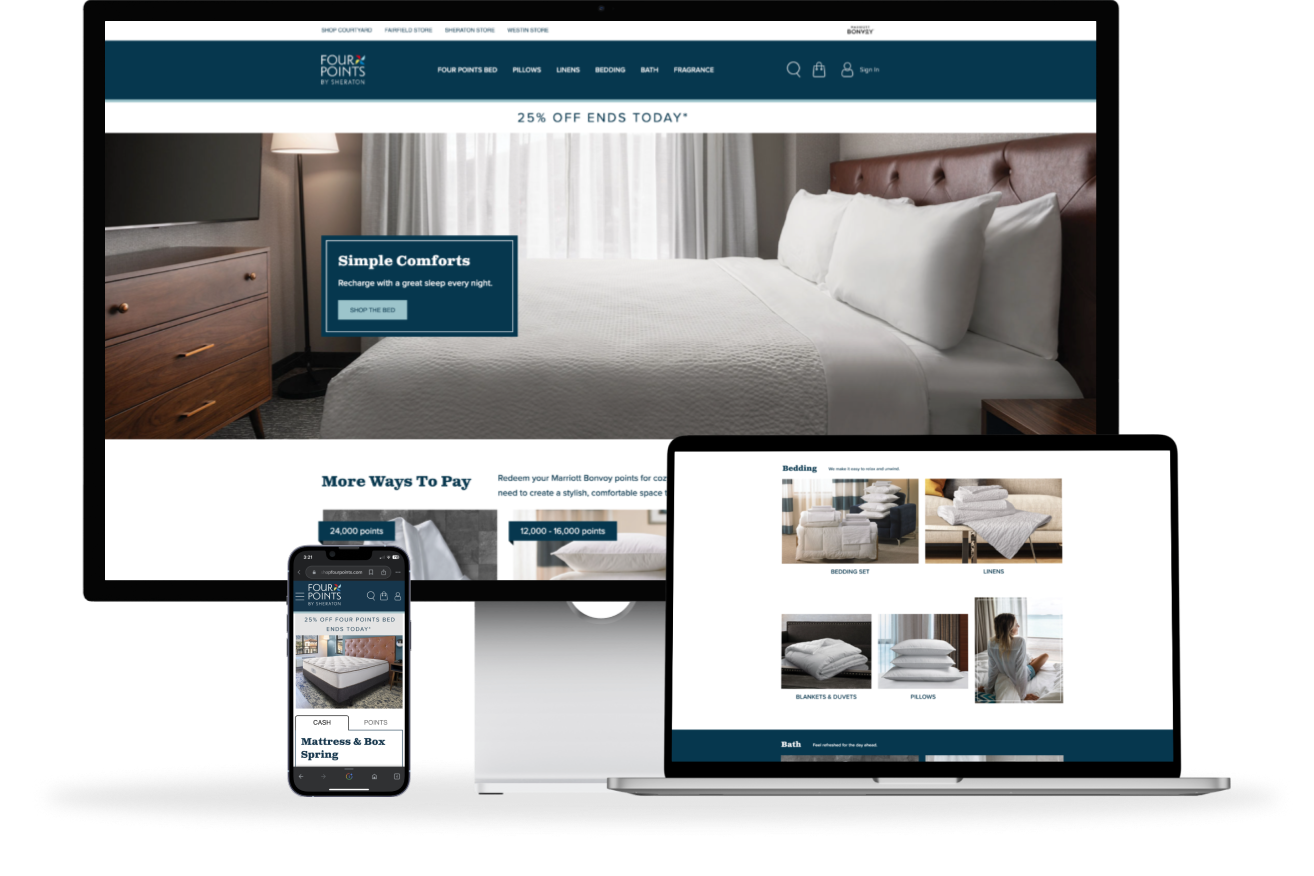 SHOP COURTYARD FAIRFIELD STORE SHERATON STORE WESTIN STORE
MARRIOTT
BONVOY
FOUR
POINTS
BY SHERATON
FOUR POINTS BED PILLOWS LINENS BEDDING BATH FRAGRANCE
Sign In
25% OFF ENDS TODAY*
Simple Comforts
Recharge with a great sleep every night.
SHOP THE BED
More Ways To Pay
Redeem your Marriott Bonvoy points for
need to create a stylish, comfortable space
24,000 points
12,000 - 16,000 points
3:21
fourpoints.com
FOUR
POINTS
BY SHERATON
25% OFF FOUR POINTS BED
ENDS TODAY*
CASH POINTS
Mattress & Box
Spring
Bedding We make it easy to relax and unwind.
BEDDING SET LINENS
BLANKETS & DUVETS PILLOWS
Bath Feel refreshed for the day ahead.